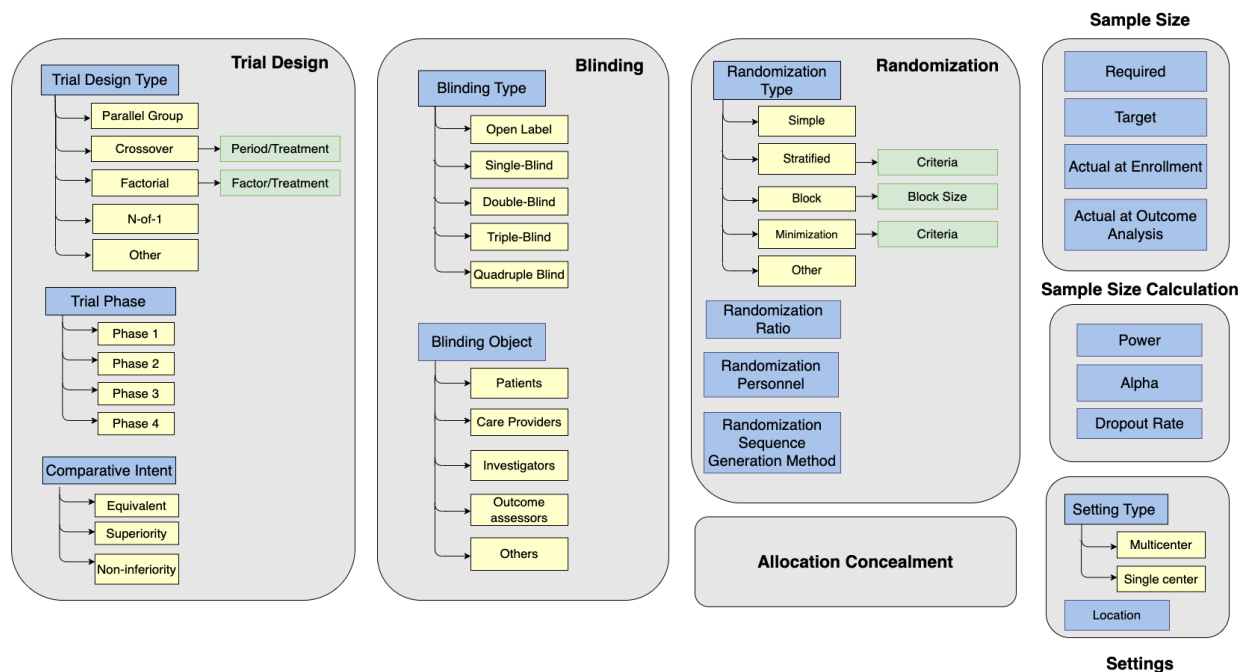 Trial Design
Trial Design Type
Parallel Group
Crossover
Period/Treatment
Factorial
Factor/Treatment
N-of-1
Other
Trial Phase
Phase 1
Phase 2
Phase 3
Phase 4
Comparative Intent
Equivalent
Superiority
Non-inferiority
Blinding
Blinding Type
Open Label
Single-Blind
Double-Blind
Triple-Blind
Quadruple Blind
Blinding Object
Patients
Care Providers
Investigators
Outcome
assessors
Others
Randomization
Randomization
Type
Simple
Stratified
Criteria
Block
Block Size
Minimization
Criteria
Other
Randomization
Ratio
Randomization
Personnel
Randomization
Sequence
Generation Method
Allocation Concealment
Sample Size
Required
Target
Actual at Enrollment
Actual at Outcome
Analysis
Sample Size Calculation
Power
Alpha
Dropout Rate
Setting Type
Multicenter
Single center
Location
Settings